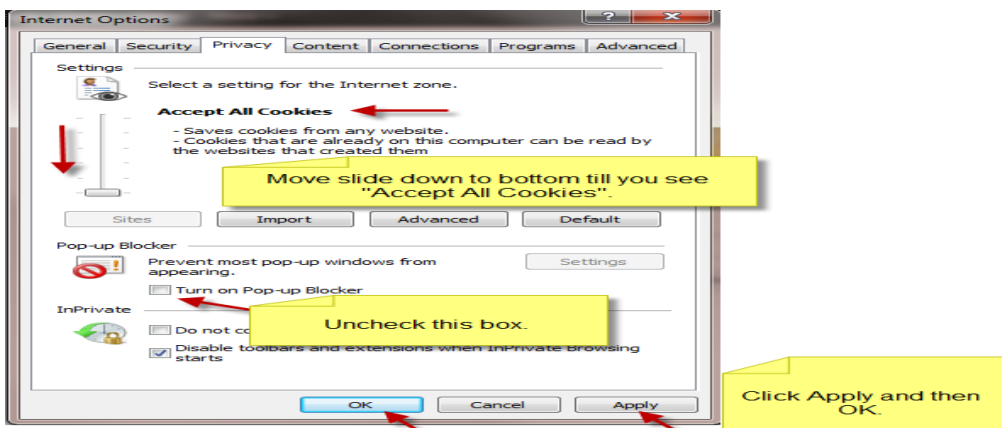 Internet Options
General Security Privacy Content Connections Programs Advanced
Settings
Select a setting for the Internet zone.
Accept All Cookies
- Saves cookies from any website.
- Cookies that are already on this computer can be read by
the websites that created them
Move slide down to bottom till you see
"Accept All Cookies".
Sites Import Advanced Default
Pop-up Blocker
Prevent most pop-up windows from
appearing.
Settings
Turn on Pop-up Blocker
InPrivate
Uncheck this box.
Do not
Disable toolbars and extensions when InPrivate Browsing
starts
Click Apply and then
OK.
OK Cancel Apply